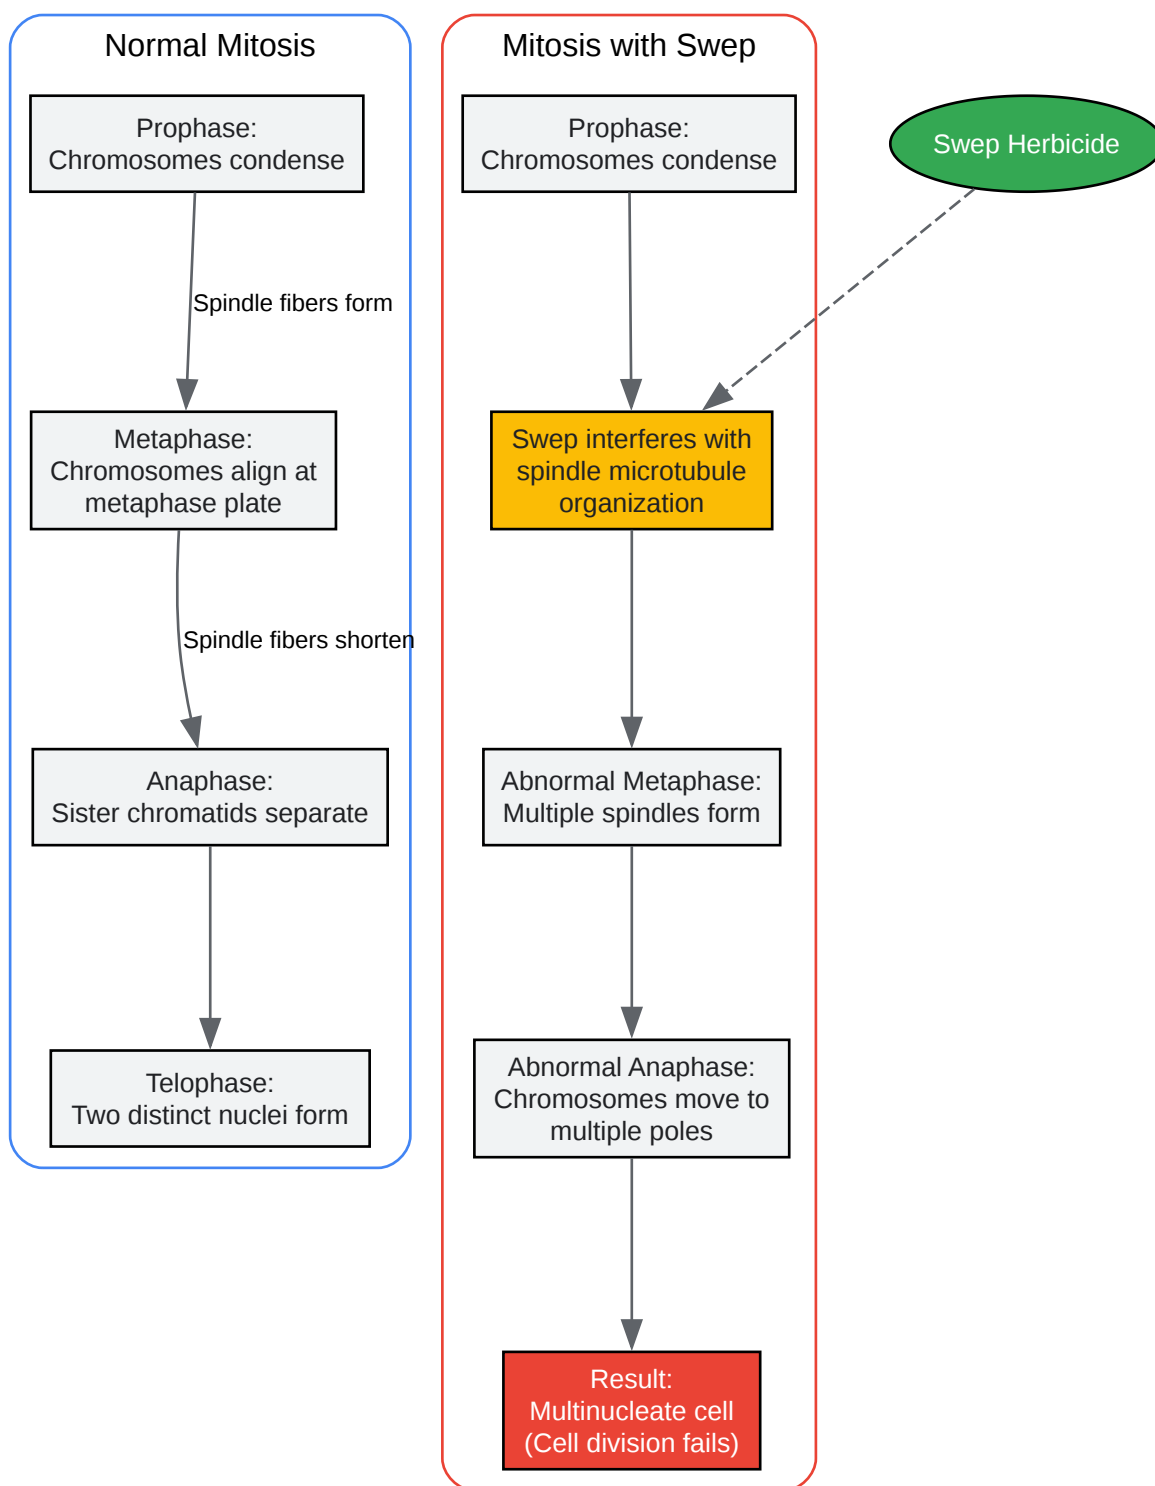 Normal Mitosis
Prophase:
Chromosomes condense
Spindle fibers form
Metaphase:
Chromosomes align at
metaphase plate
Spindle fibers shorten
Anaphase:
Sister chromatids separate
Telophase:
Two distinct nuclei form
Mitosis with Swep
Prophase:
Chromosomes condense
Swep interferes with
spindle microtubule
organization
Abnormal Metaphase:
Multiple spindles form
Abnormal Anaphase:
Chromosomes move to
multiple poles
Result:
Multinucleate cell
(Cell division fails)
Swep Herbicide